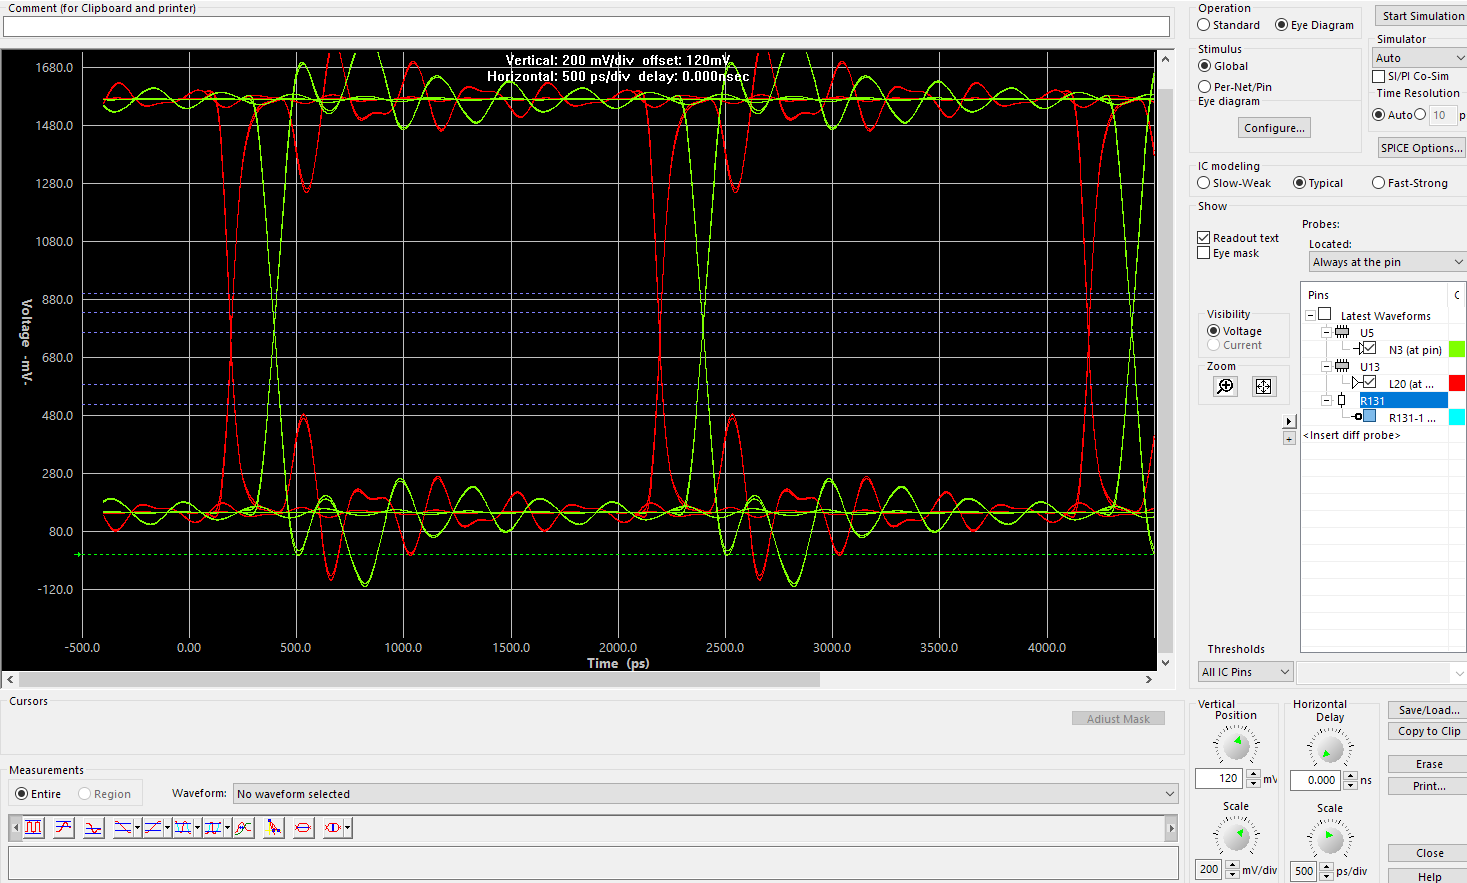 Comment (for Clipboard and printer)
Vertical: 200 mV/div offset: 120mV
Horizontal: 500 ps/div delay: 0.000nsec
1680.0
1480.0
1280.0
1080.0
880.0
680.0
480.0
280.0
80.0
-120.0
Voltage -mV-
-500.0 0.00 500.0 1000.0 1500.0 2000.0 2500.0 3000.0 3500.0 4000.0
Time (ps)
Cursors
Adjust Mask
Measurements
Entire Region Waveform: No waveform selected
Operation
Standard Eye Diagram
Stimulus
Global
Per-Net/Pin
Eye diagram
Configure...
Start Simulation
Simulator
Auto
SI/PI Co-Sim
Time Resolution
Auto 10 p
SPICE Options...
IC modeling
Slow-Weak Typical Fast-Strong
Show
Readout text
Eye mask
Probes:
Located:
Always at the pin
Visibility
Voltage
Current
Zoom
Pins C
Latest Waveforms
U5
N3 (at pin)
U13
L20 (at ...
R131
R131-1 ...
<Insert diff probe>
Thresholds
All IC Pins
Vertical
Position
120 mV
Scale
200 mV/div
Horizontal
Delay
0.000 ns
Scale
500 ps/div
Save/Load...
Copy to Clip
Erase
Print...
Close
Help